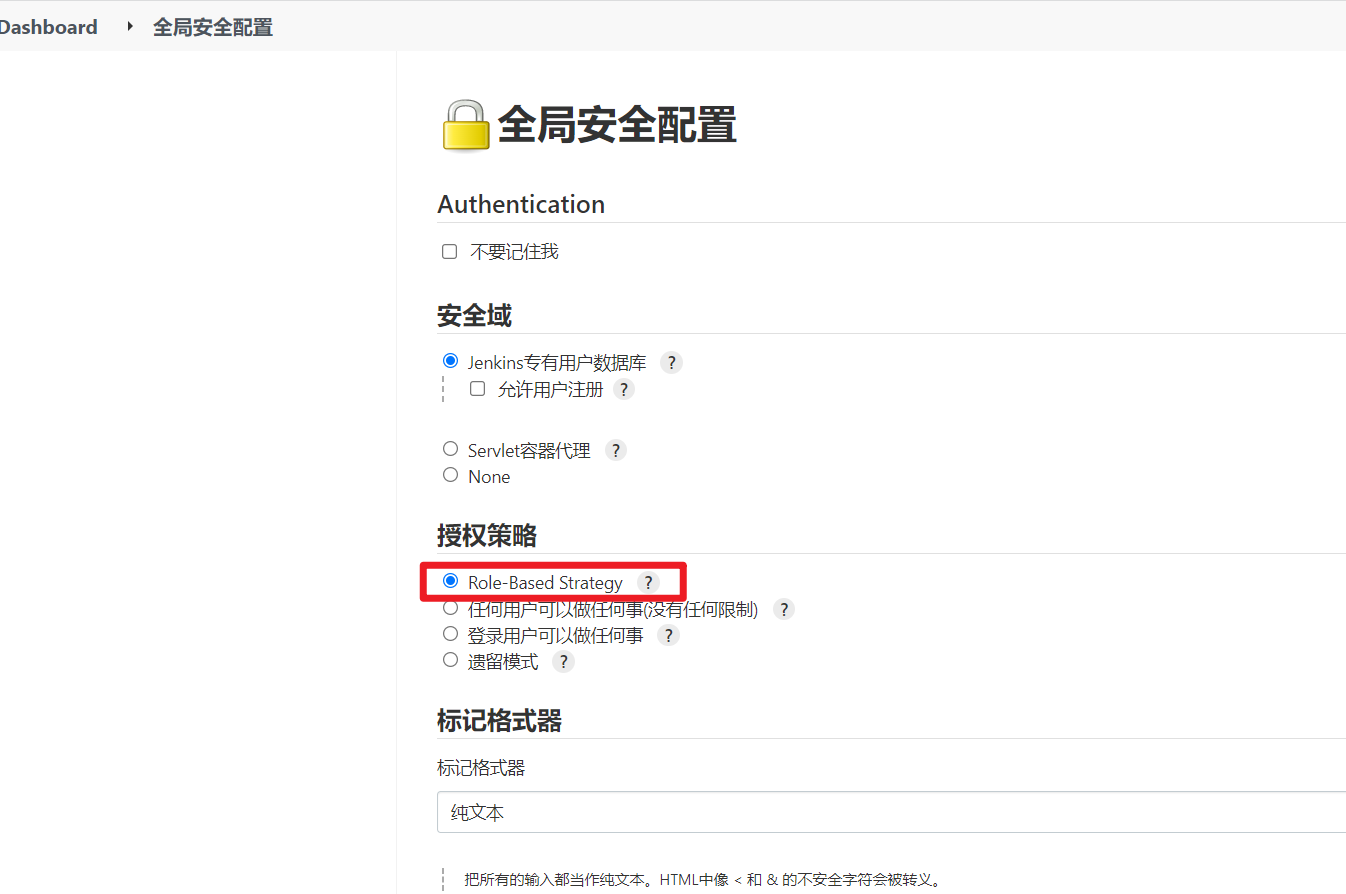 Dashboard 全局安全配置
全局安全配置
Authentication
不要记住我
安全域
Jenkins专有用户数据库 ?
允许用户注册 ?
Servlet容器代理 ?
None
授权策略
Role-Based Strategy ?
任何用户可以做任何事(没有任何限制) ?
登录用户可以做任何事 ?
遗留模式 ?
标记格式器
标记格式器
纯文本
把所有的输入都当作纯文本。HTML中像 < 和 & 的不安全字符会被转义。